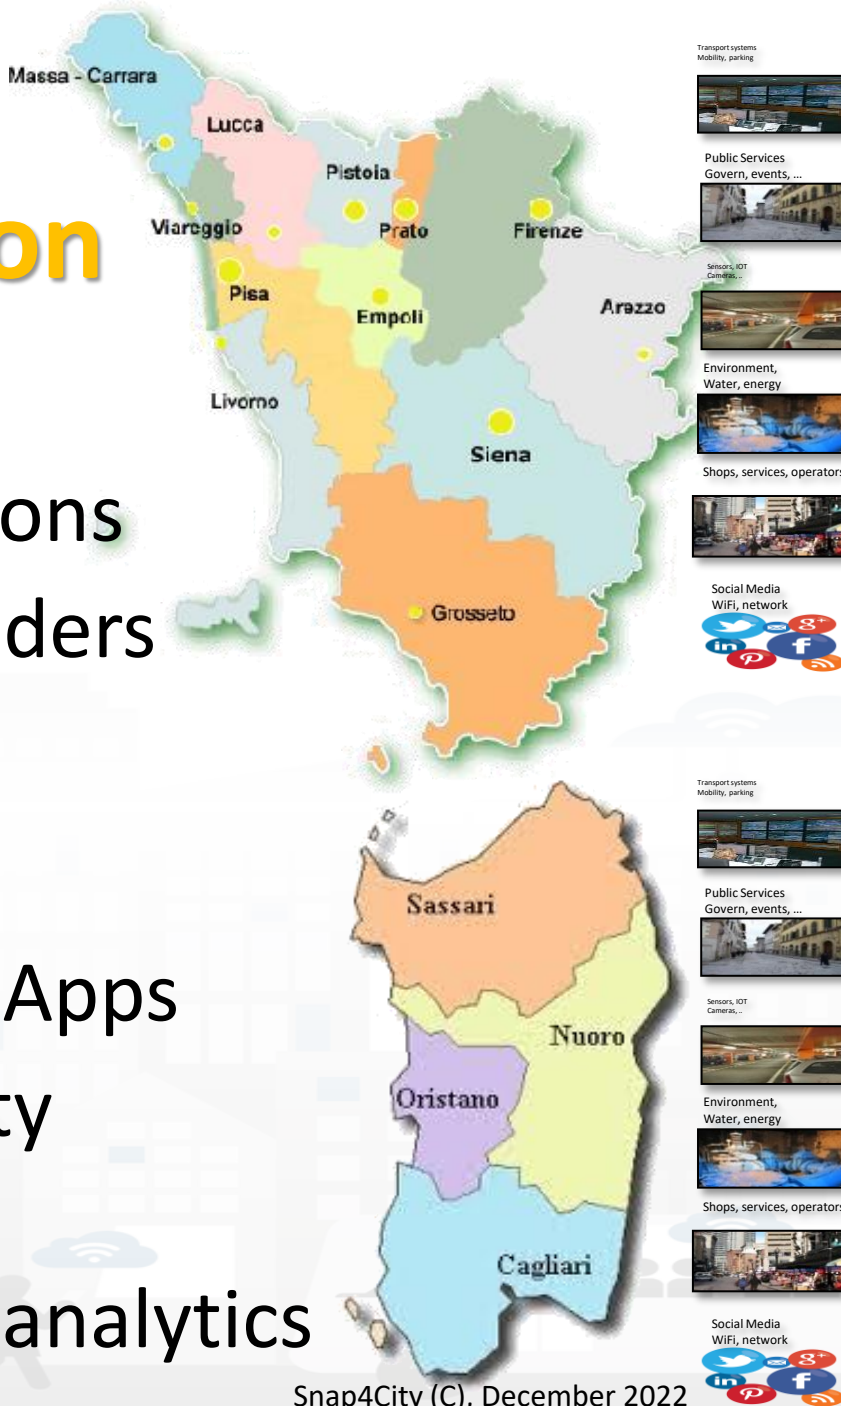 on
ons
ders
Apps
ty
analytics
Massa - Carrara
Lucca
Pistoia
Viareggio
Prato
Firenze
Pisa
Empoli
Arezzo
Livorno
Siena
Grosseto
Sassari
Nuoro
Oristano
Cagliari
Transport systems
Mobility, parking
Public Services
Govern, events, ...
Sensors, IOT
Cameras, ..
Environment,
Water, energy
Shops, services, operators
Social Media
WiFi, network
g+
in
f
Transport systems
Mobility, parking
Public Services
Govern, events, ...
Sensors, IOT
Cameras, ..
Environment,
Water, energy
Shops, services, operators
Social Media
WiFi, network
g+
in
f
Snap4City (C), December 2022